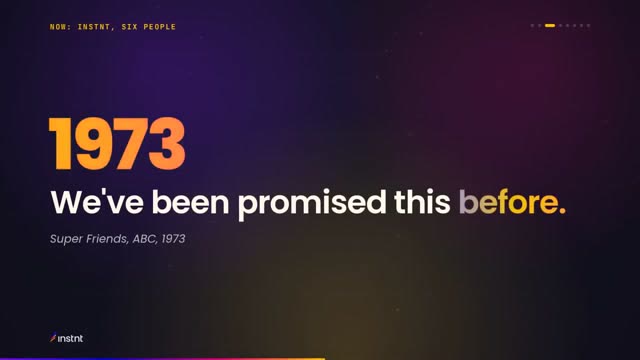 NOW: INSTNT, SIX PEOPLE
1973
We've been promised this before.
Super Friends, ABC, 1973
instnt